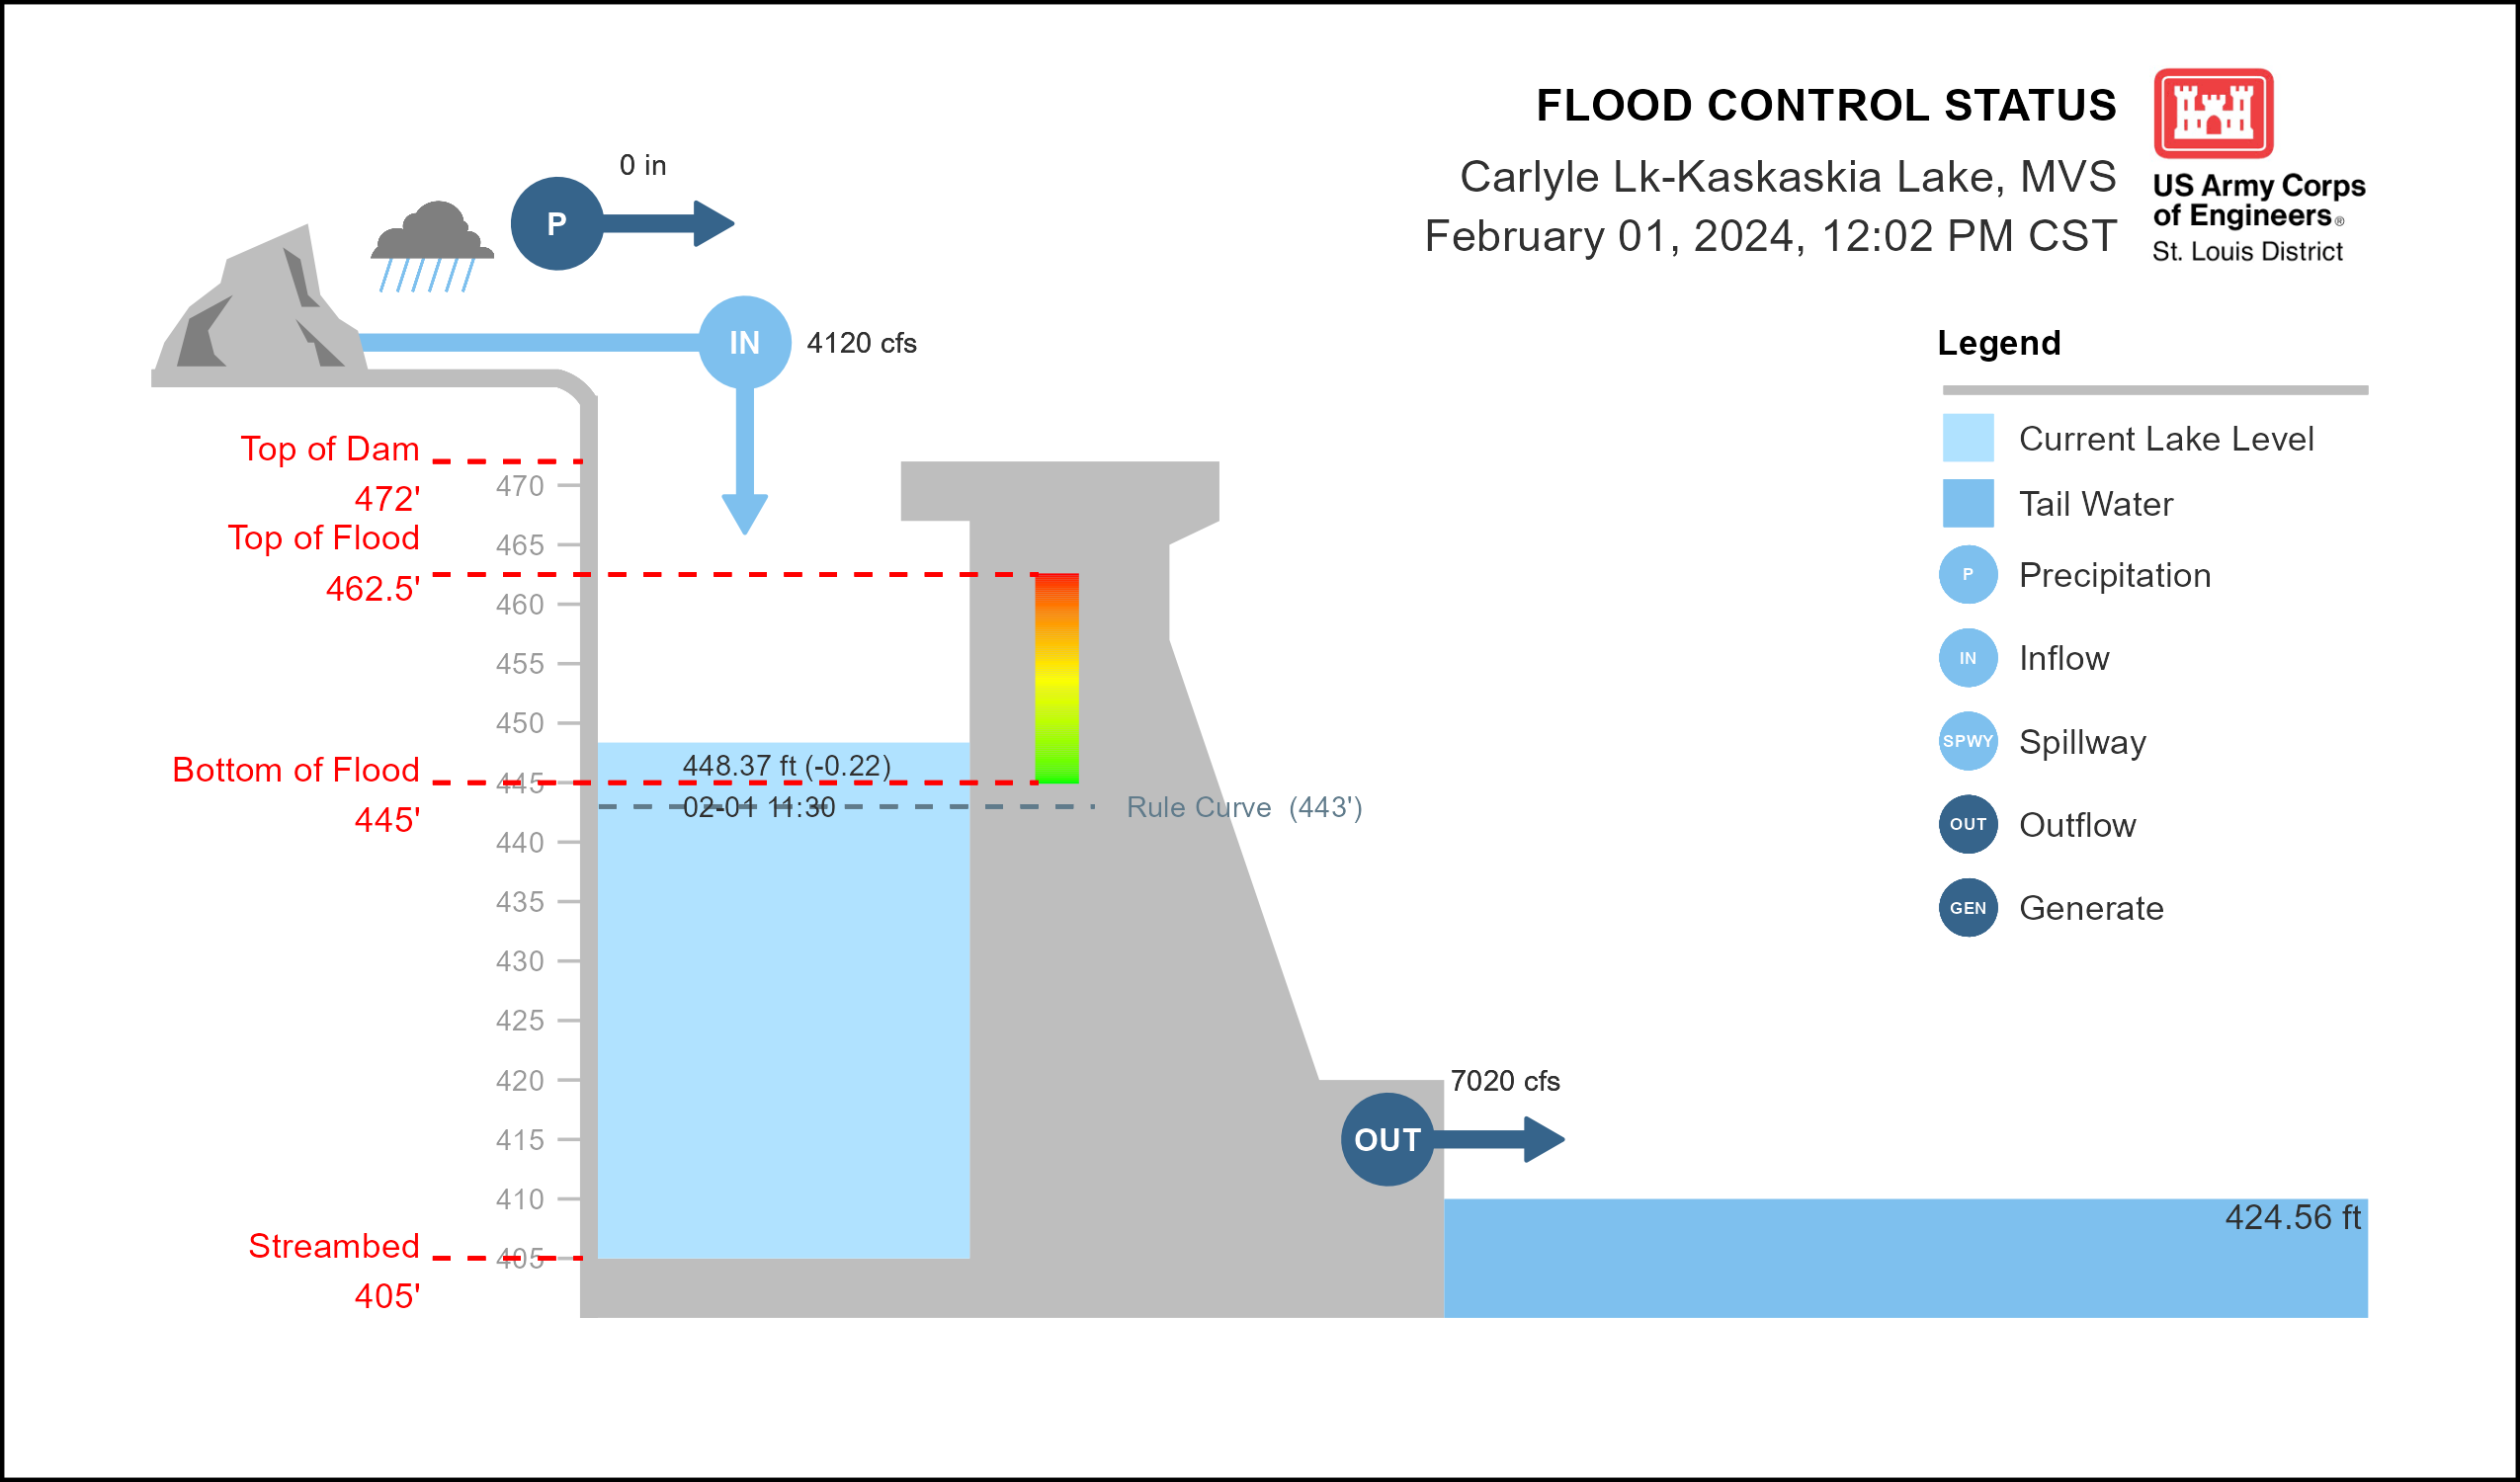 FLOOD CONTROL STATUS
Carlyle Lk-Kaskaskia Lake, MVS
February 01, 2024, 12:02 PM CST
US Army Corps
of Engineers®
St. Louis District
0 in
P
IN
4120 cfs
Legend
Current Lake Level
Tail Water
P Precipitation
IN Inflow
SPWY Spillway
OUT Outflow
GEN Generate
Top of Dam
472'
Top of Flood
462.5'
Bottom of Flood
445'
Streambed
405'
470
465
460
455
450
445
440
435
430
425
420
415
410
405
448.37 ft (-0.22)
02-01 11:30
Rule Curve (443')
7020 cfs
OUT
424.56 ft